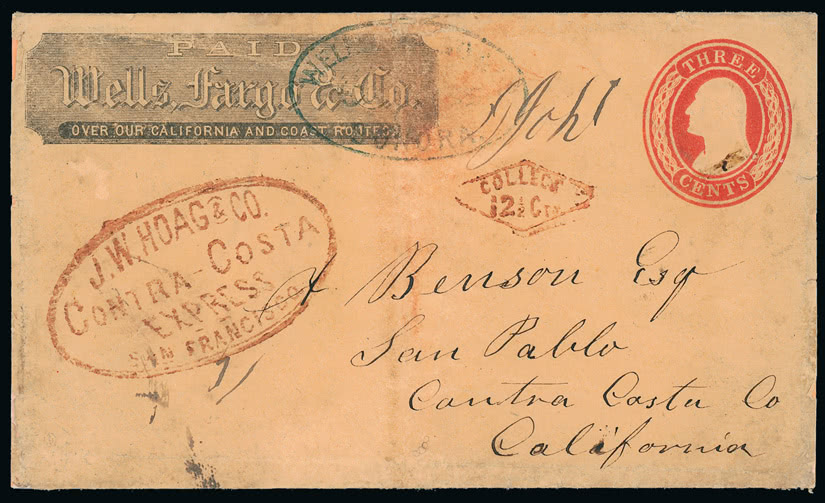 PAID
Wells, Fargo & Co.
OVER OUR CALIFORNIA AND COAST ROUTES.
WELLS
THREE
CENTS
COLLECT
12½ Cts
J.W. HOAG & CO.
CONTRA-COSTA
EXPRESS
SAN FRANCISCO
Benson Esq
San Pablo
Contra Costa Co
California